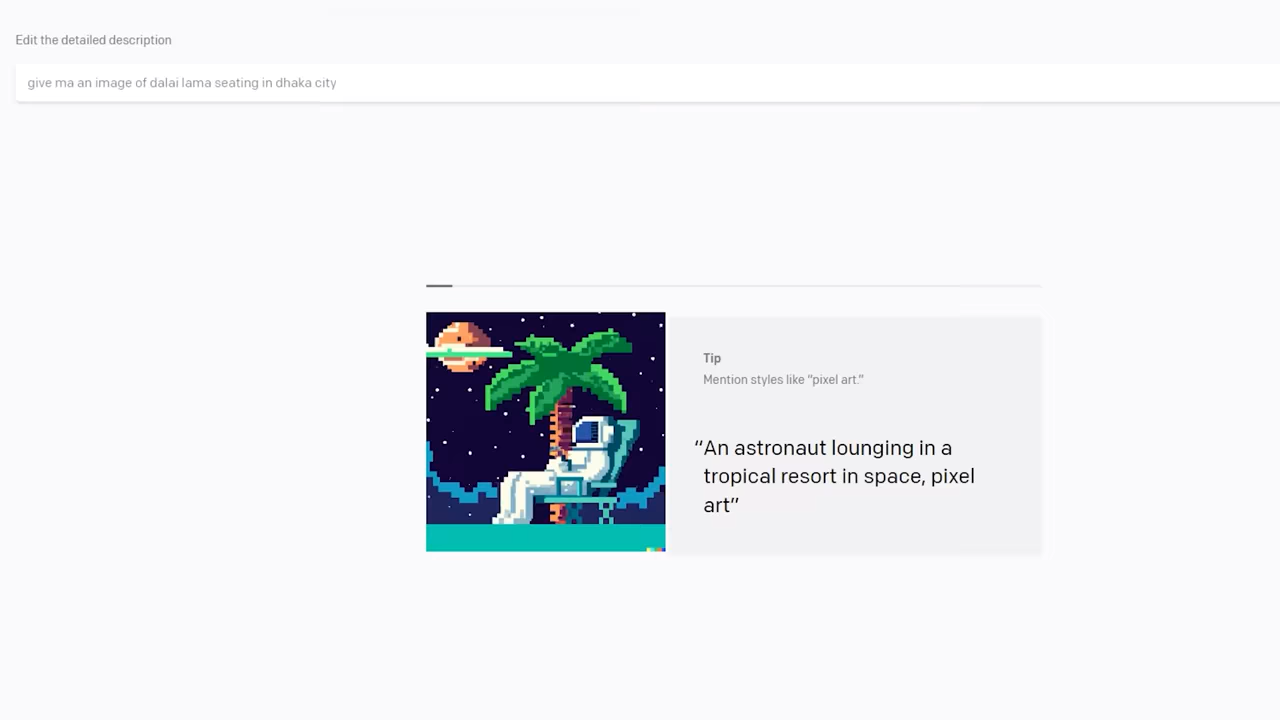 Edit the detailed description
give ma an image of dalai lama seating in dhaka city
Tip
Mention styles like “pixel art.”
“An astronaut lounging in a
tropical resort in space, pixel
art”